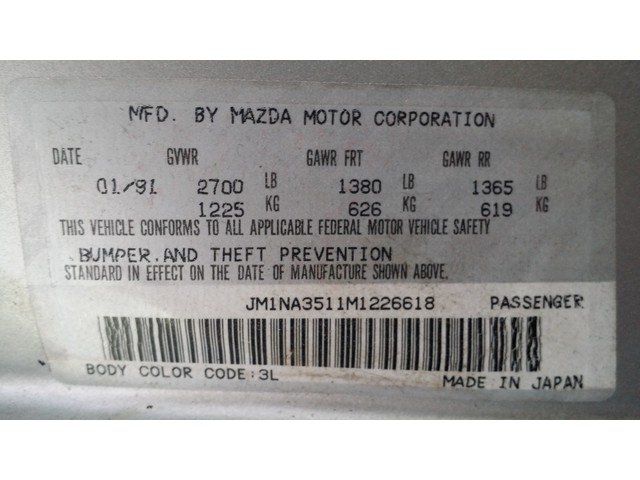 MFD. BY MAZDA MOTOR CORPORATION
DATE GVWR GAWR FRT GAWR RR
01/91 2700 LB 1380 LB 1365 LB
1225 KG 626 KG 619 KG
THIS VEHICLE CONFORMS TO ALL APPLICABLE FEDERAL MOTOR VEHICLE SAFETY
BUMPER.AND THEFT PREVENTION
STANDARD IN EFFECT ON THE DATE OF MANUFACTURE SHOWN ABOVE.
JM1NA3511M1226618 PASSENGER
BODY COLOR CODE:3L MADE IN JAPAN